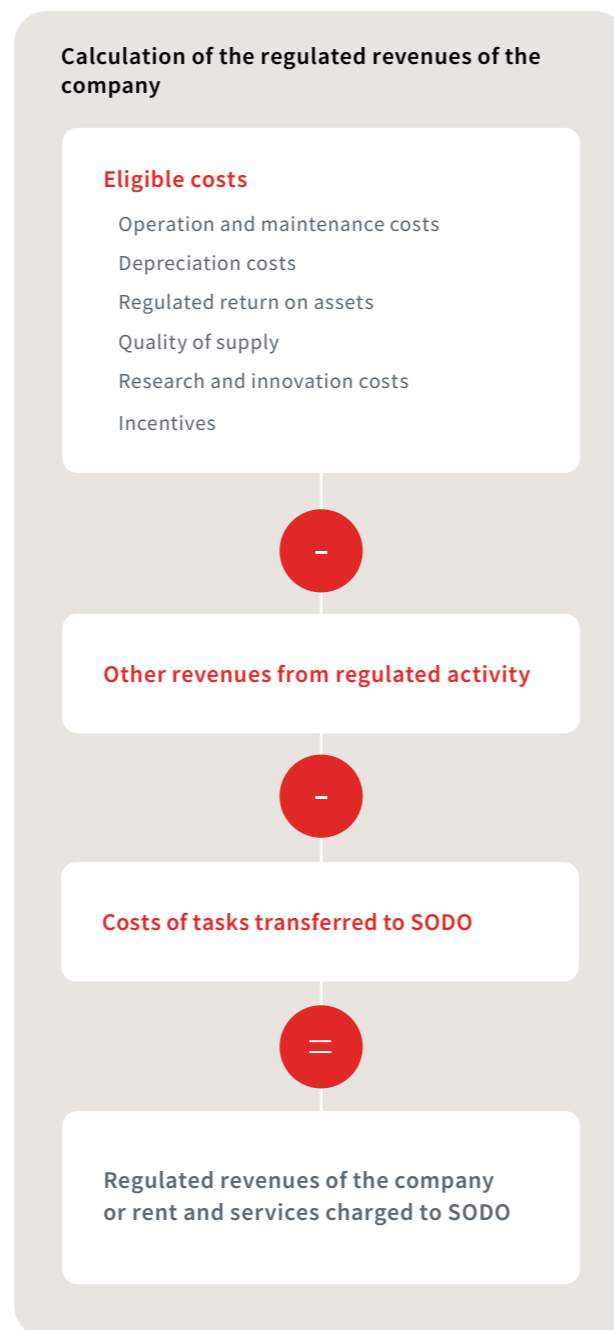 Calculation of the regulated revenues of the
company
Eligible costs
Operation and maintenance costs
Depreciation costs
Regulated return on assets
Quality of supply
Research and innovation costs
Incentives
-
Other revenues from regulated activity
-
Costs of tasks transferred to SODO
=
Regulated revenues of the company
or rent and services charged to SODO